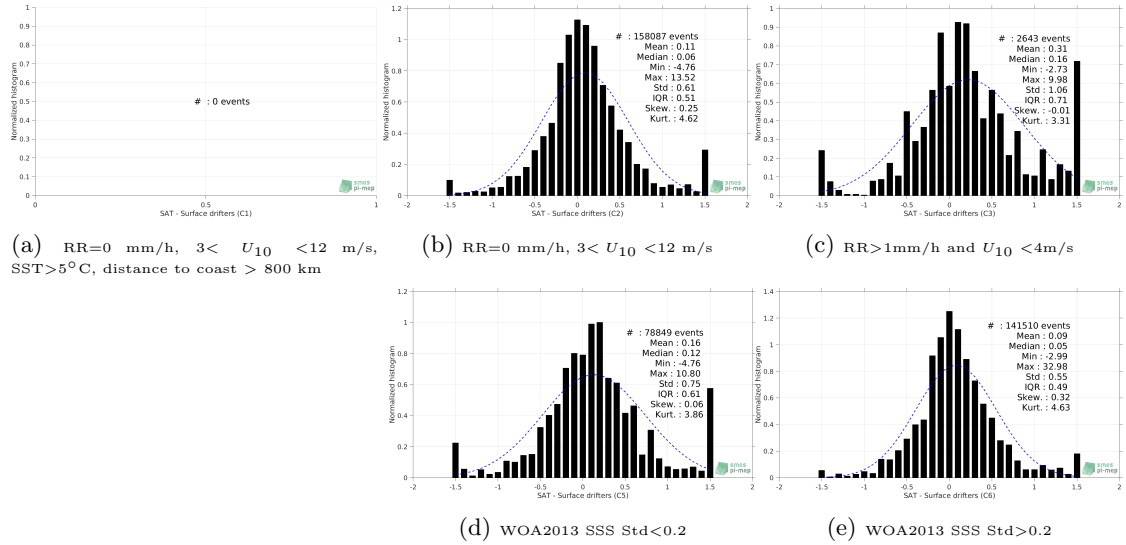 1
0.9
0.8
0.7
0.6
0.5
0.4
0.3
0.2
0.1
0
Normalized histogram
# : 0 events
smos
pi-mep
0 0.5 1
SAT - Surface drifters (C1)
(a) RR=0 mm/h, 3< U10 <12 m/s,
SST>5°C, distance to coast > 800 km
1.2
1
0.8
0.6
0.4
0.2
0
Normalized histogram
# : 158087 events
Mean : 0.11
Median : 0.06
Min : -4.76
Max : 13.52
Std : 0.61
IQR : 0.51
Skew. : 0.25
Kurt. : 4.62
smos
pi-mep
-2 -1.5 -1 -0.5 0 0.5 1 1.5 2
SAT - Surface drifters (C2)
(b) RR=0 mm/h, 3< U10 <12 m/s
1
0.9
0.8
0.7
0.6
0.5
0.4
0.3
0.2
0.1
0
Normalized histogram
# : 2643 events
Mean : 0.31
Median : 0.16
Min : -2.73
Max : 9.98
Std : 1.06
IQR : 0.71
Skew. : -0.01
Kurt. : 3.31
smos
pi-mep
-2 -1.5 -1 -0.5 0 0.5 1 1.5 2
SAT - Surface drifters (C3)
(c) RR>1mm/h and U10 <4m/s
1.2
1
0.8
0.6
0.4
0.2
0
Normalized histogram
# : 78849 events
Mean : 0.16
Median : 0.12
Min : -4.76
Max : 10.80
Std : 0.75
IQR : 0.61
Skew. : 0.06
Kurt. : 3.86
smos
pi-mep
-2 -1.5 -1 -0.5 0 0.5 1 1.5 2
SAT - Surface drifters (C5)
(d) WOA2013 SSS Std<0.2
1.4
1.2
1
0.8
0.6
0.4
0.2
0
Normalized histogram
# : 141510 events
Mean : 0.09
Median : 0.05
Min : -2.99
Max : 32.98
Std : 0.55
IQR : 0.49
Skew. : 0.32
Kurt. : 4.63
smos
pi-mep
-2 -1.5 -1 -0.5 0 0.5 1 1.5 2
SAT - Surface drifters (C6)
(e) WOA2013 SSS Std>0.2